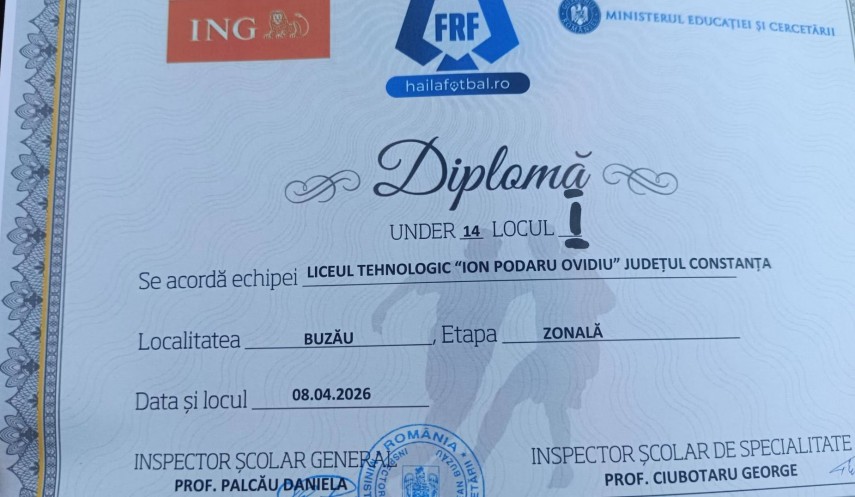 ING
FRF
hailafotbal.ro
MINISTERUL EDUCAȚIEI ȘI CERCETĂRII
Diplomă
UNDER 14 LOCUL I
Se acordă echipei LICEUL TEHNOLOGIC “ION PODARU OVIDIU” JUDEȚUL CONSTANȚA
Localitatea BUZĂU, Etapa ZONALĂ
Data și locul 08.04.2026
INSPECTOR ȘCOLAR GENERAL
PROF. PALCĂU DANIELA
INSPECTOR ȘCOLAR DE SPECIALITATE
PROF. CIUBOTARU GEORGE
ROMÂNIA